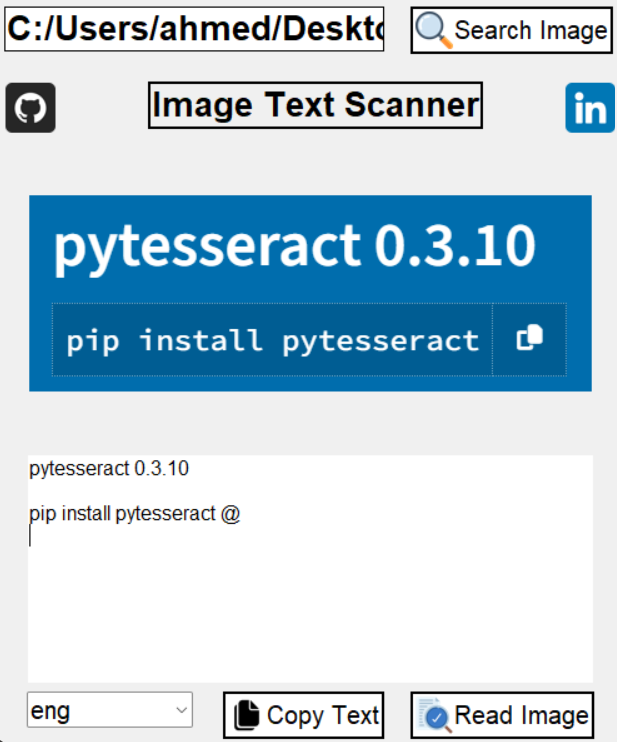 C:/Users/ahmed/Deskto
Search Image
Image Text Scanner
in
pytesseract 0.3.10
pip install pytesseract
pytesseract 0.3.10
pip install pytesseract @
eng
Copy Text
Read Image